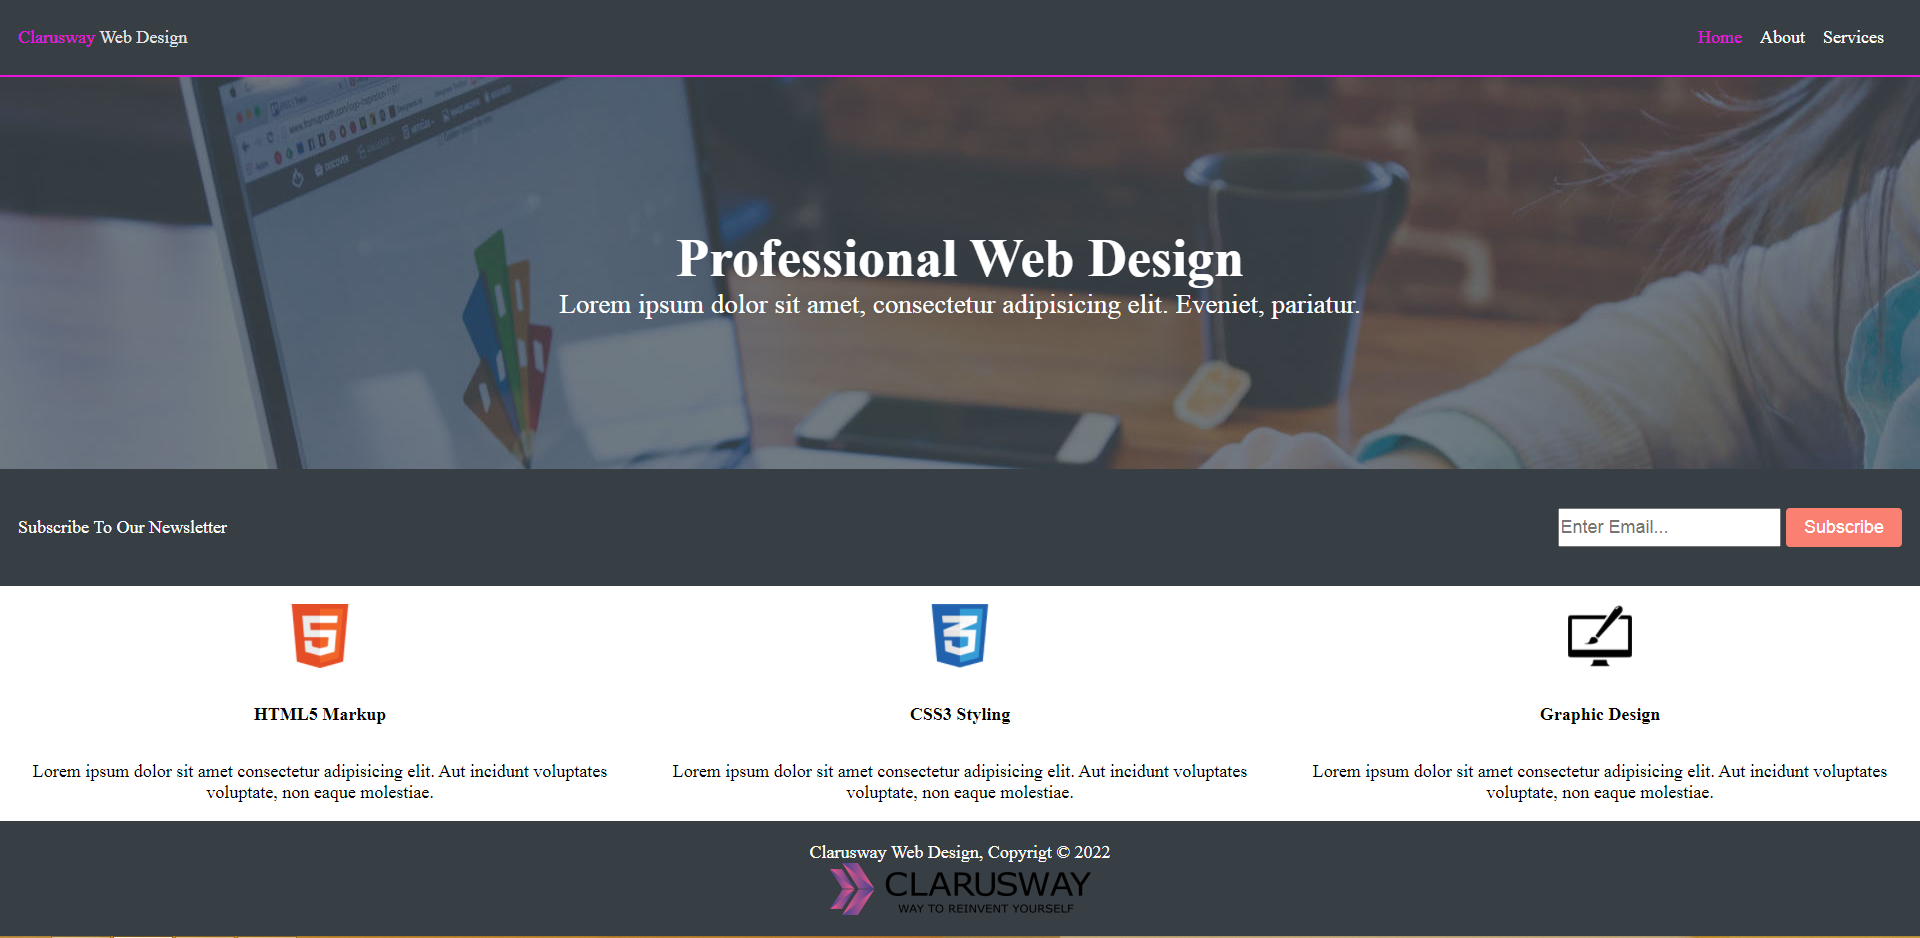 Clarusway Web Design
Home About Services
DISCOVER
Professional Web Design
Lorem ipsum dolor sit amet, consectetur adipisicing elit. Eveniet, pariatur.
Subscribe To Our Newsletter
Enter Email... Subscribe
HTML5 Markup
Lorem ipsum dolor sit amet consectetur adipisicing elit. Aut incidunt voluptates
voluptate, non eaque molestiae.
CSS3 Styling
Lorem ipsum dolor sit amet consectetur adipisicing elit. Aut incidunt voluptates
voluptate, non eaque molestiae.
Graphic Design
Lorem ipsum dolor sit amet consectetur adipisicing elit. Aut incidunt voluptates
voluptate, non eaque molestiae.
Clarusway Web Design, Copyrigt © 2022
CLARUSWAY
WAY TO REINVENT YOURSELF